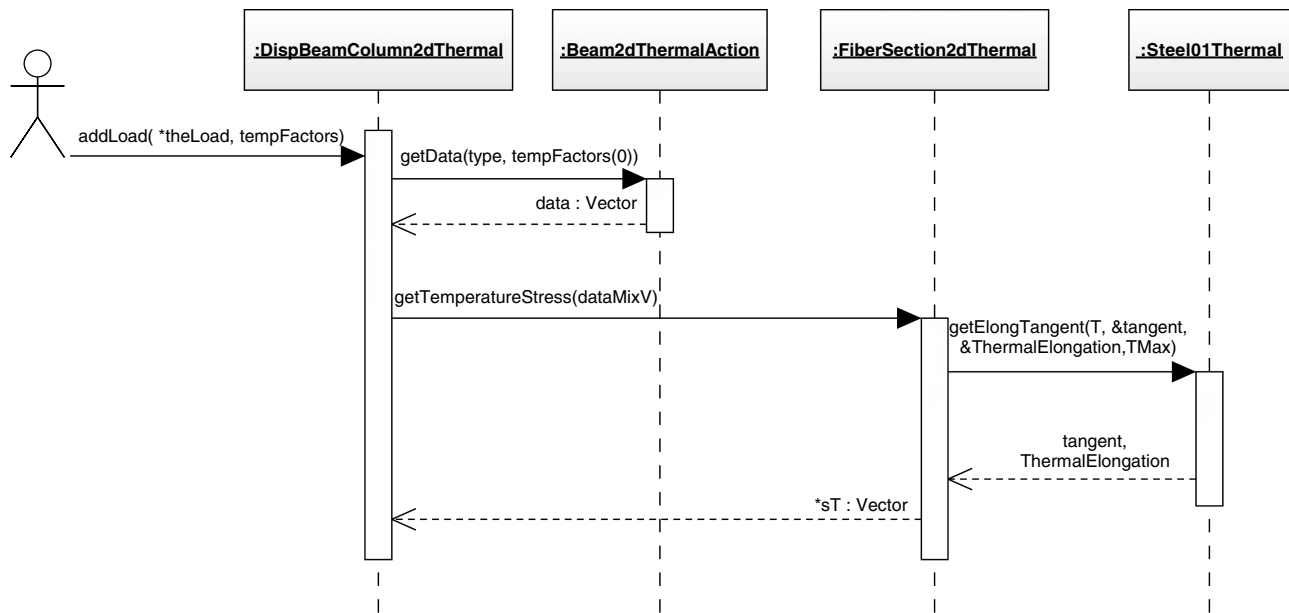 :DispBeamColumn2dThermal
:Beam2dThermalAction
:FiberSection2dThermal
:Steel01Thermal
addLoad( *theLoad, tempFactors)
getData(type, tempFactors(0))
data : Vector
getTemperatureStress(dataMixV)
getElongTangent(T, &tangent,
&ThermalElongation,TMax)
tangent,
ThermalElongation
*sT : Vector